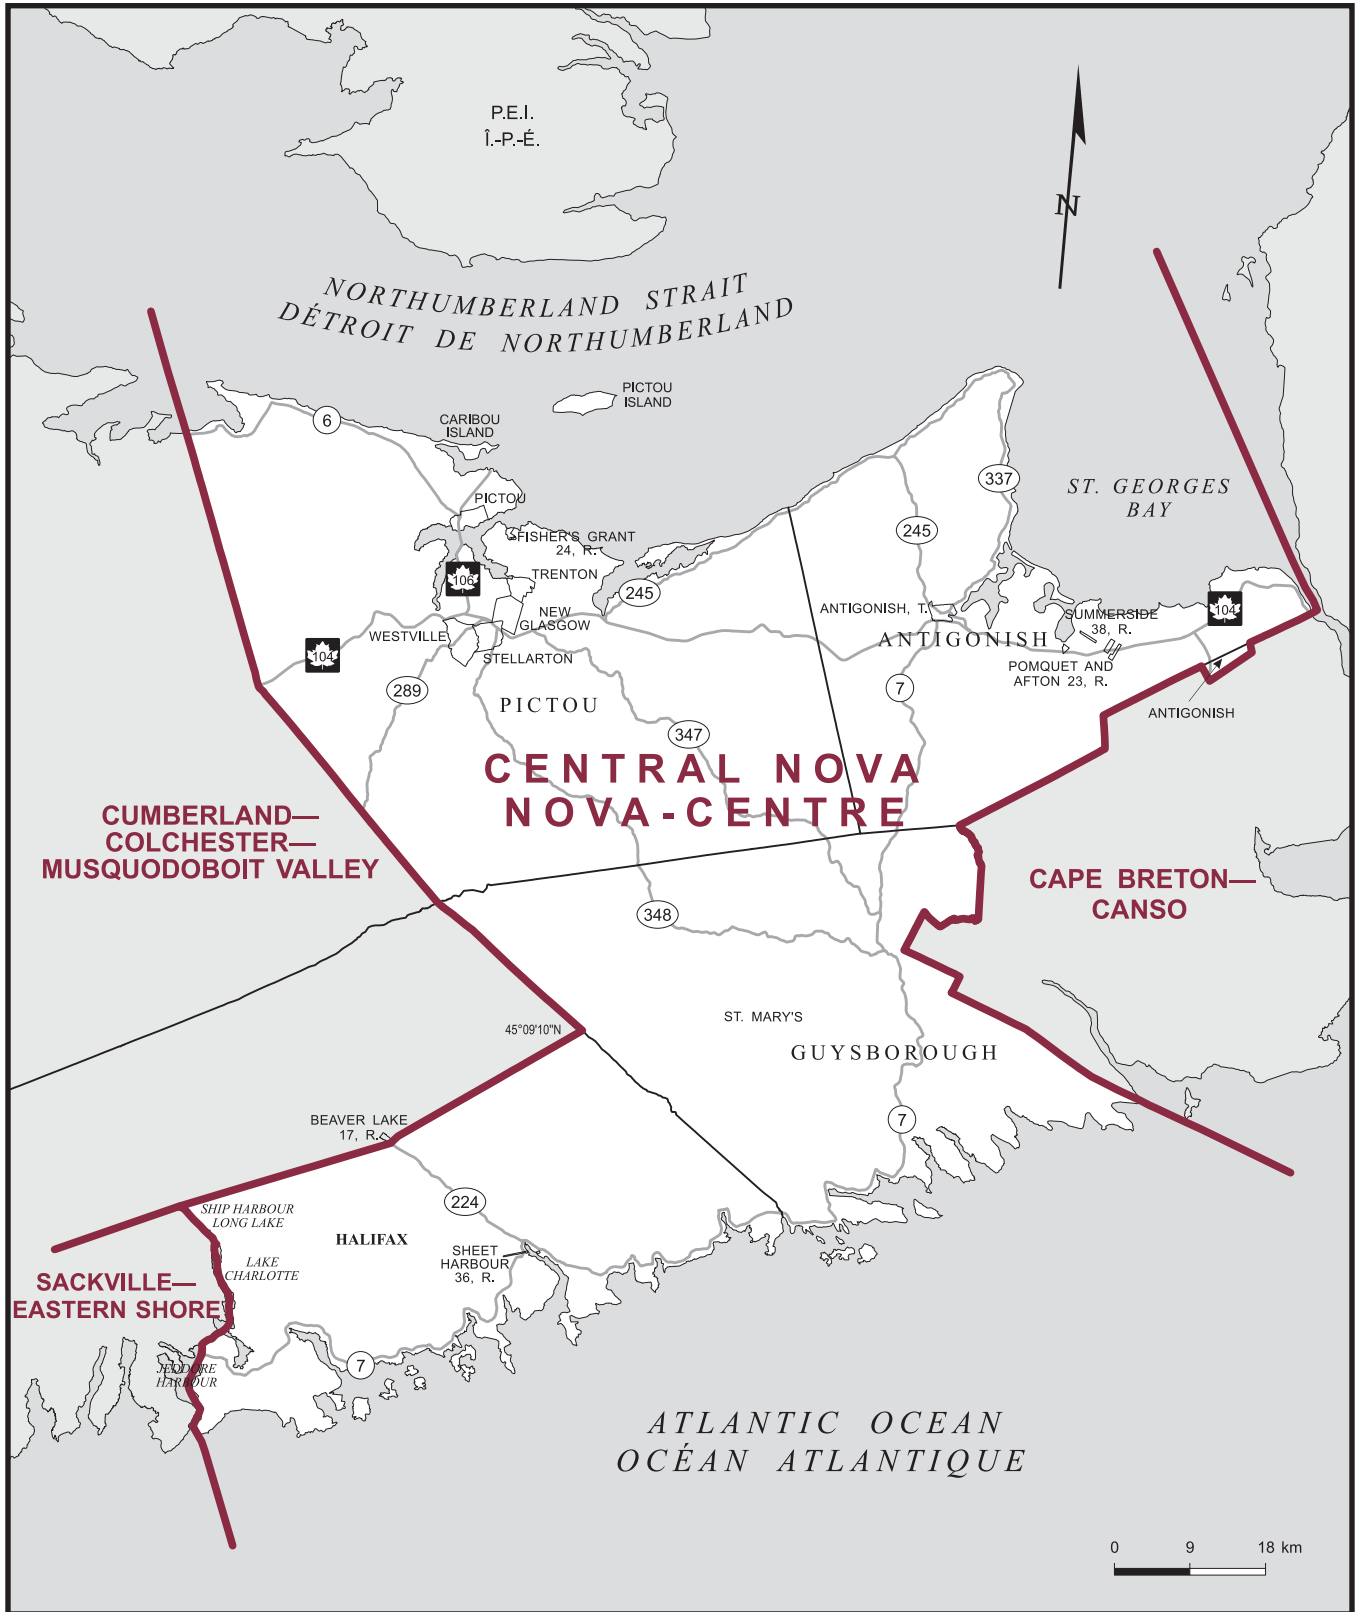 P.E.I.
Î.-P.-É.
N
NORTHUMBERLAND STRAIT
DÉTROIT DE NORTHUMBERLAND
PICTOU
ISLAND
CARIBOU
ISLAND
6
337
ST. GEORGES
BAY
PICTOU
245
FISHER'S GRANT
24, R.
TRENTON
106
245
NEW
GLASGOW
ANTIGONISH, T.
SUMMERSIDE
38, R.
104
WESTVILLE
ANTIGONISH
104
STELLARTON
POMQUET AND
AFTON 23, R.
289
7
PICTOU
ANTIGONISH
347
CENTRAL NOVA
NOVA-CENTRE
CUMBERLAND—
COLCHESTER—
MUSQUODOBOIT VALLEY
CAPE BRETON—
CANSO
348
ST. MARY'S
45°09'10"N
GUYSBOROUGH
BEAVER LAKE
17, R.
7
224
SHIP HARBOUR
LONG LAKE
HALIFAX
SHEET
HARBOUR
36, R.
LAKE
CHARLOTTE
SACKVILLE—
EASTERN SHORE
7
JEDDORE
HARBOUR
ATLANTIC OCEAN
OCÉAN ATLANTIQUE
0 9 18 km